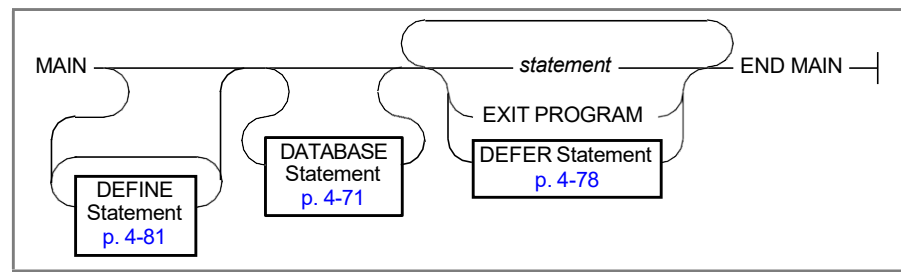 MAIN
statement
END MAIN
EXIT PROGRAM
DATABASE
Statement
p. 4-71
DEFER Statement
p. 4-78
DEFINE
Statement
p. 4-81